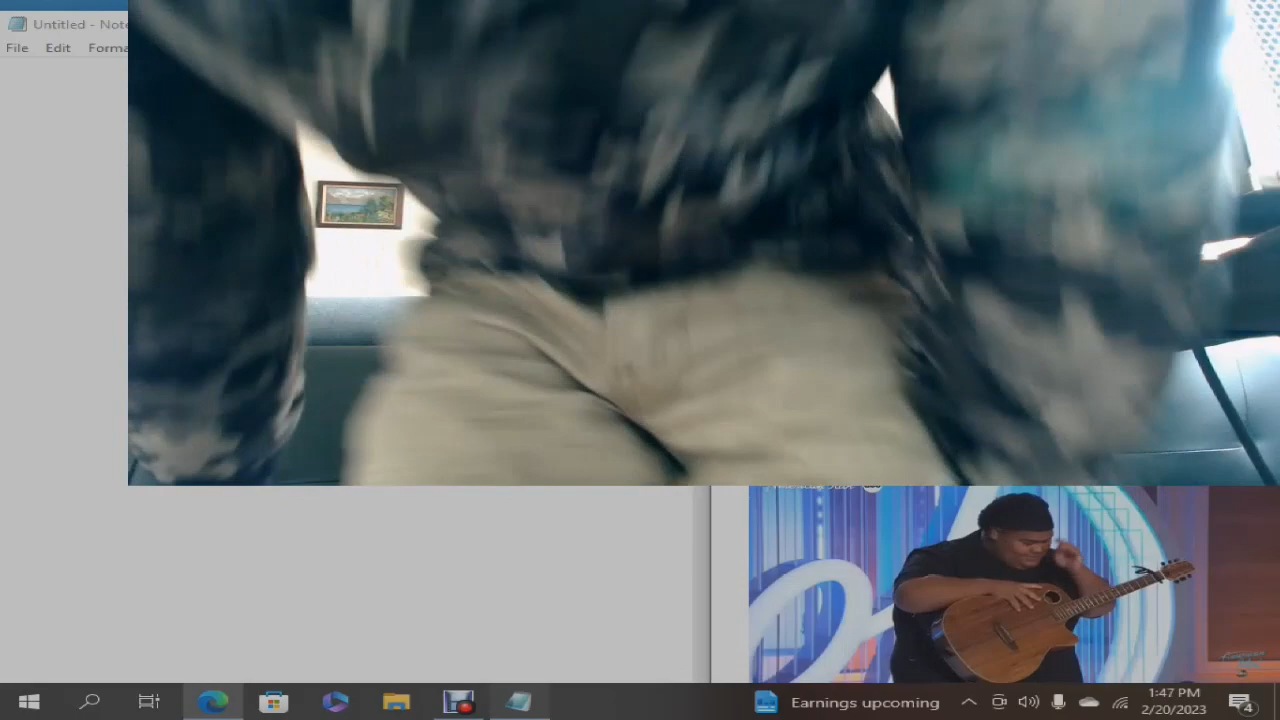 Untitled - Note
File Edit Forma
Earnings upcoming
1:47 PM
2/20/2023
4